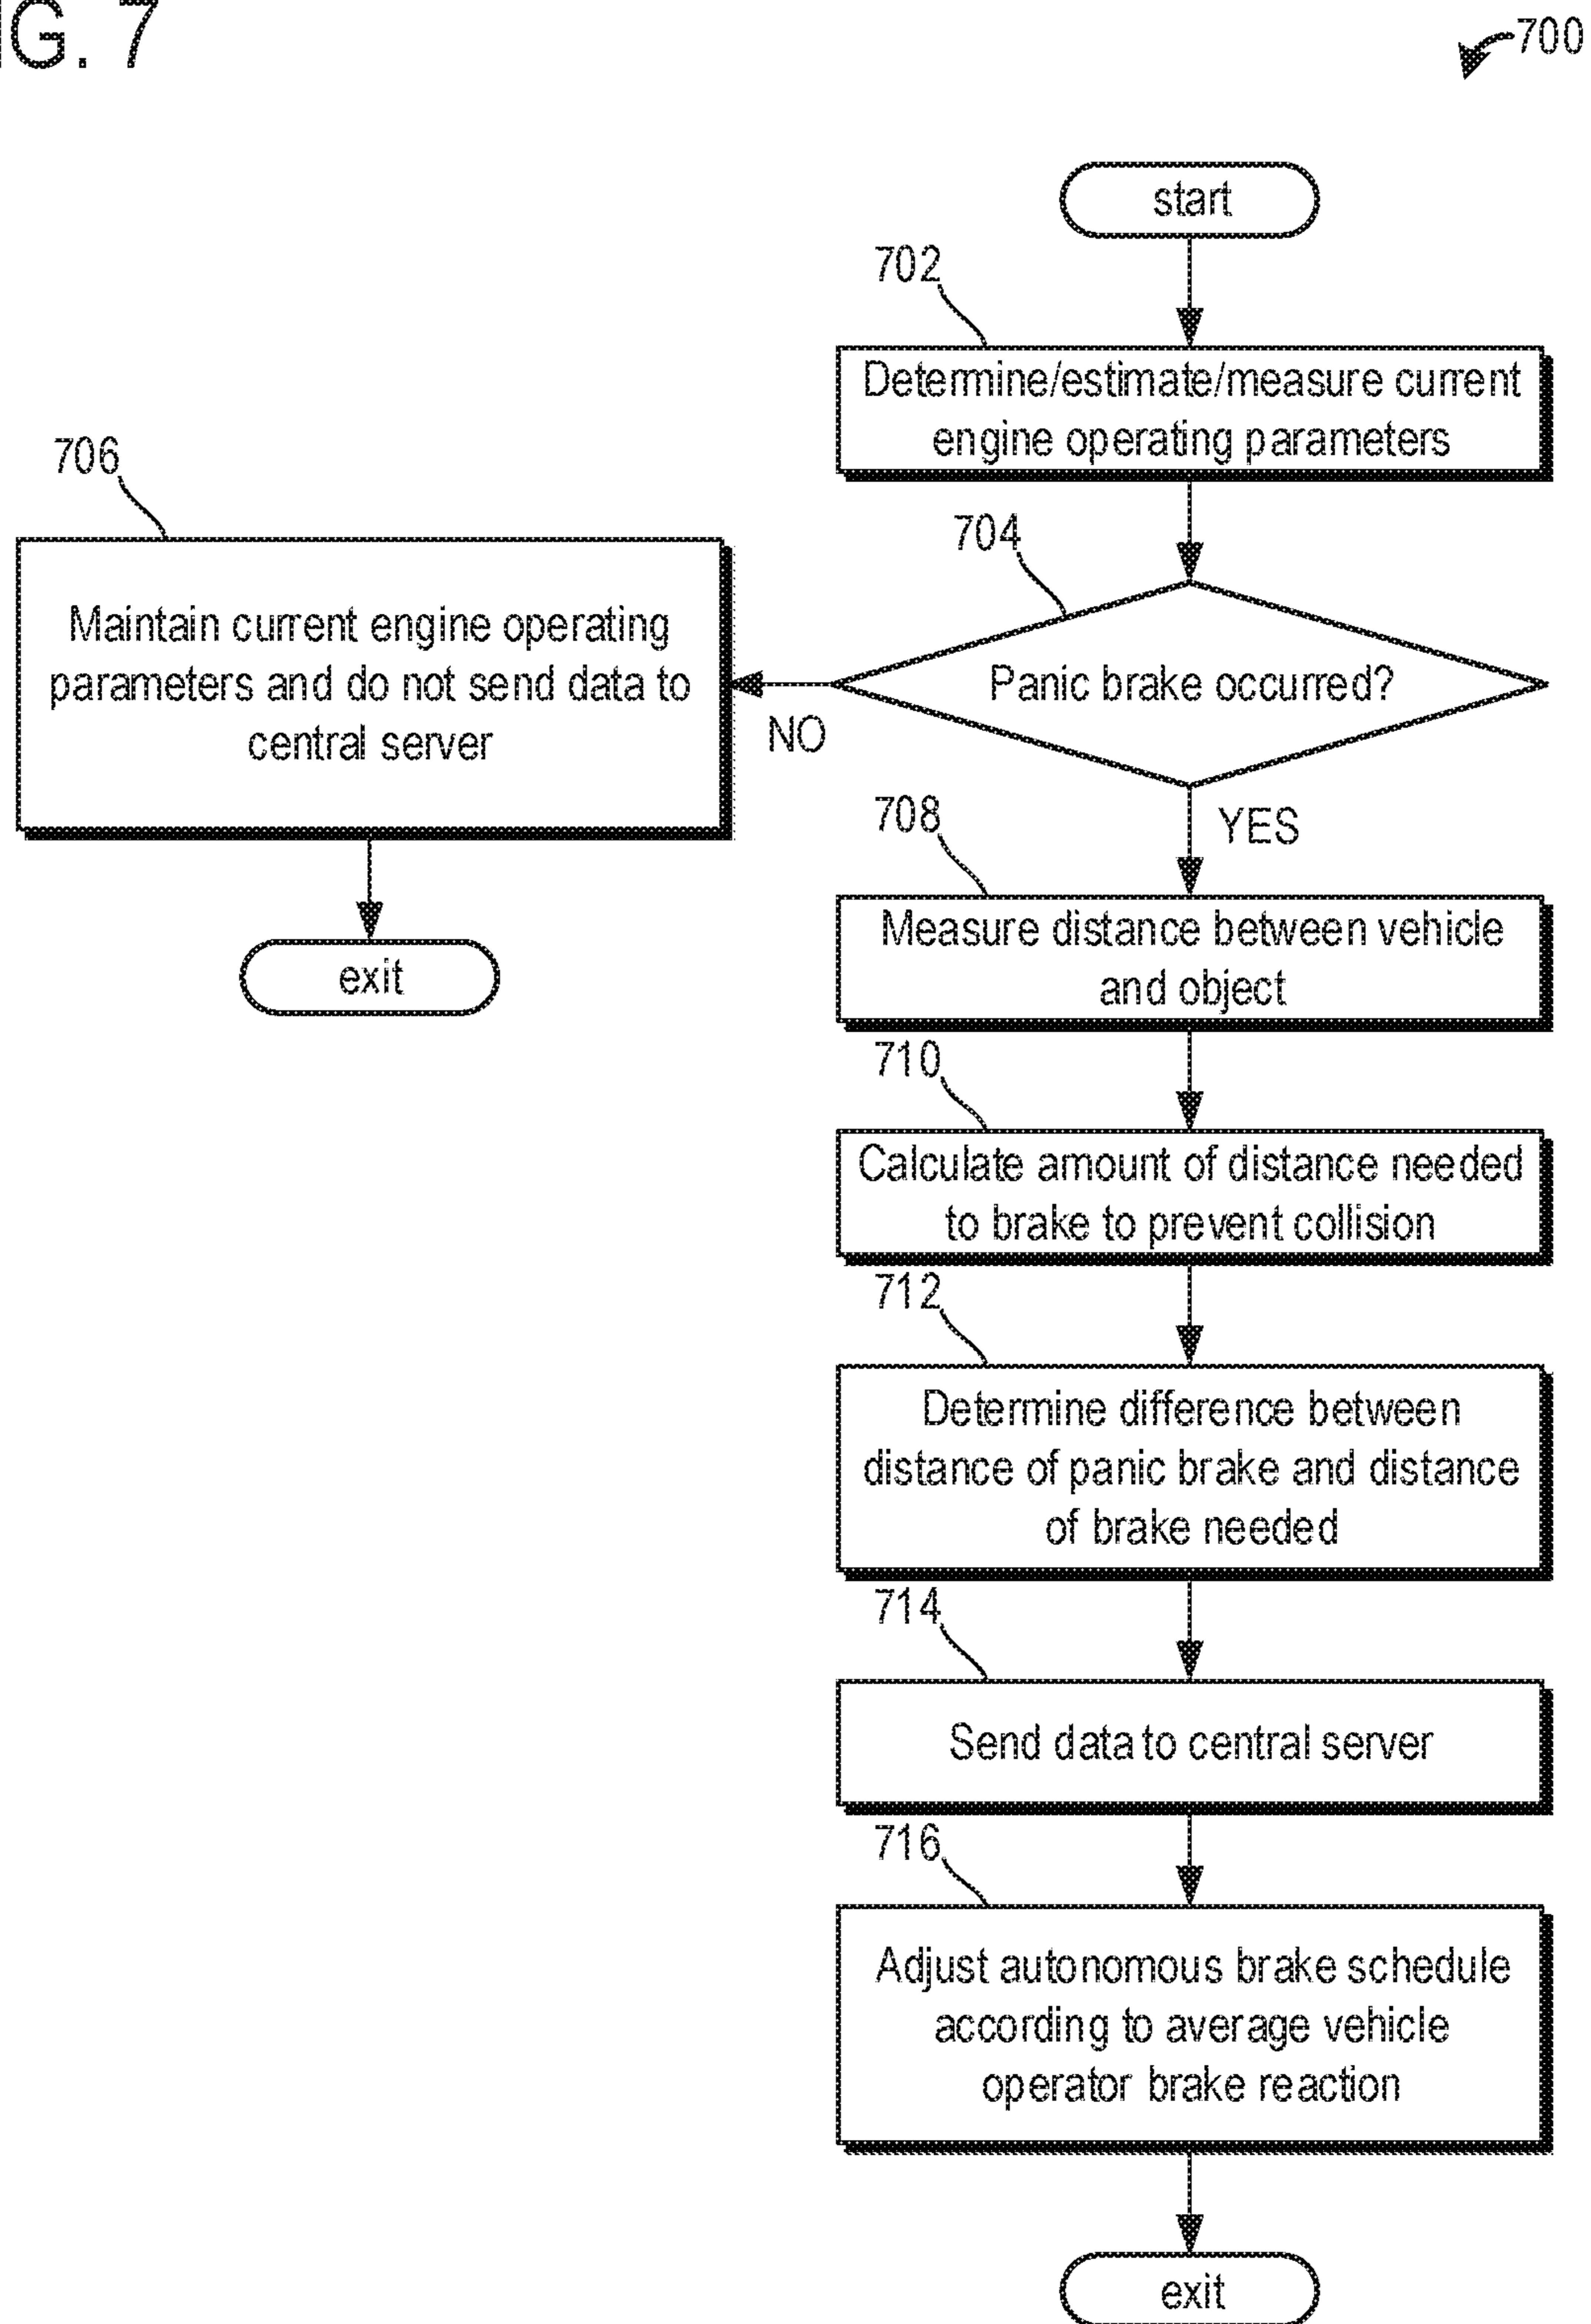 G. 7
700
start
702
Determine/estimate/measure current
engine operating parameters
706
704
Maintain current engine operating
parameters and do not send data to
central server
Panic brake occurred?
NO
YES
708
Measure distance between vehicle
and object
exit
710
Calculate amount of distance needed
to brake to prevent collision
712
Determine difference between
distance of panic brake and distance
of brake needed
714
Send data to central server
716
Adjust autonomous brake schedule
according to average vehicle
operator brake reaction
exit